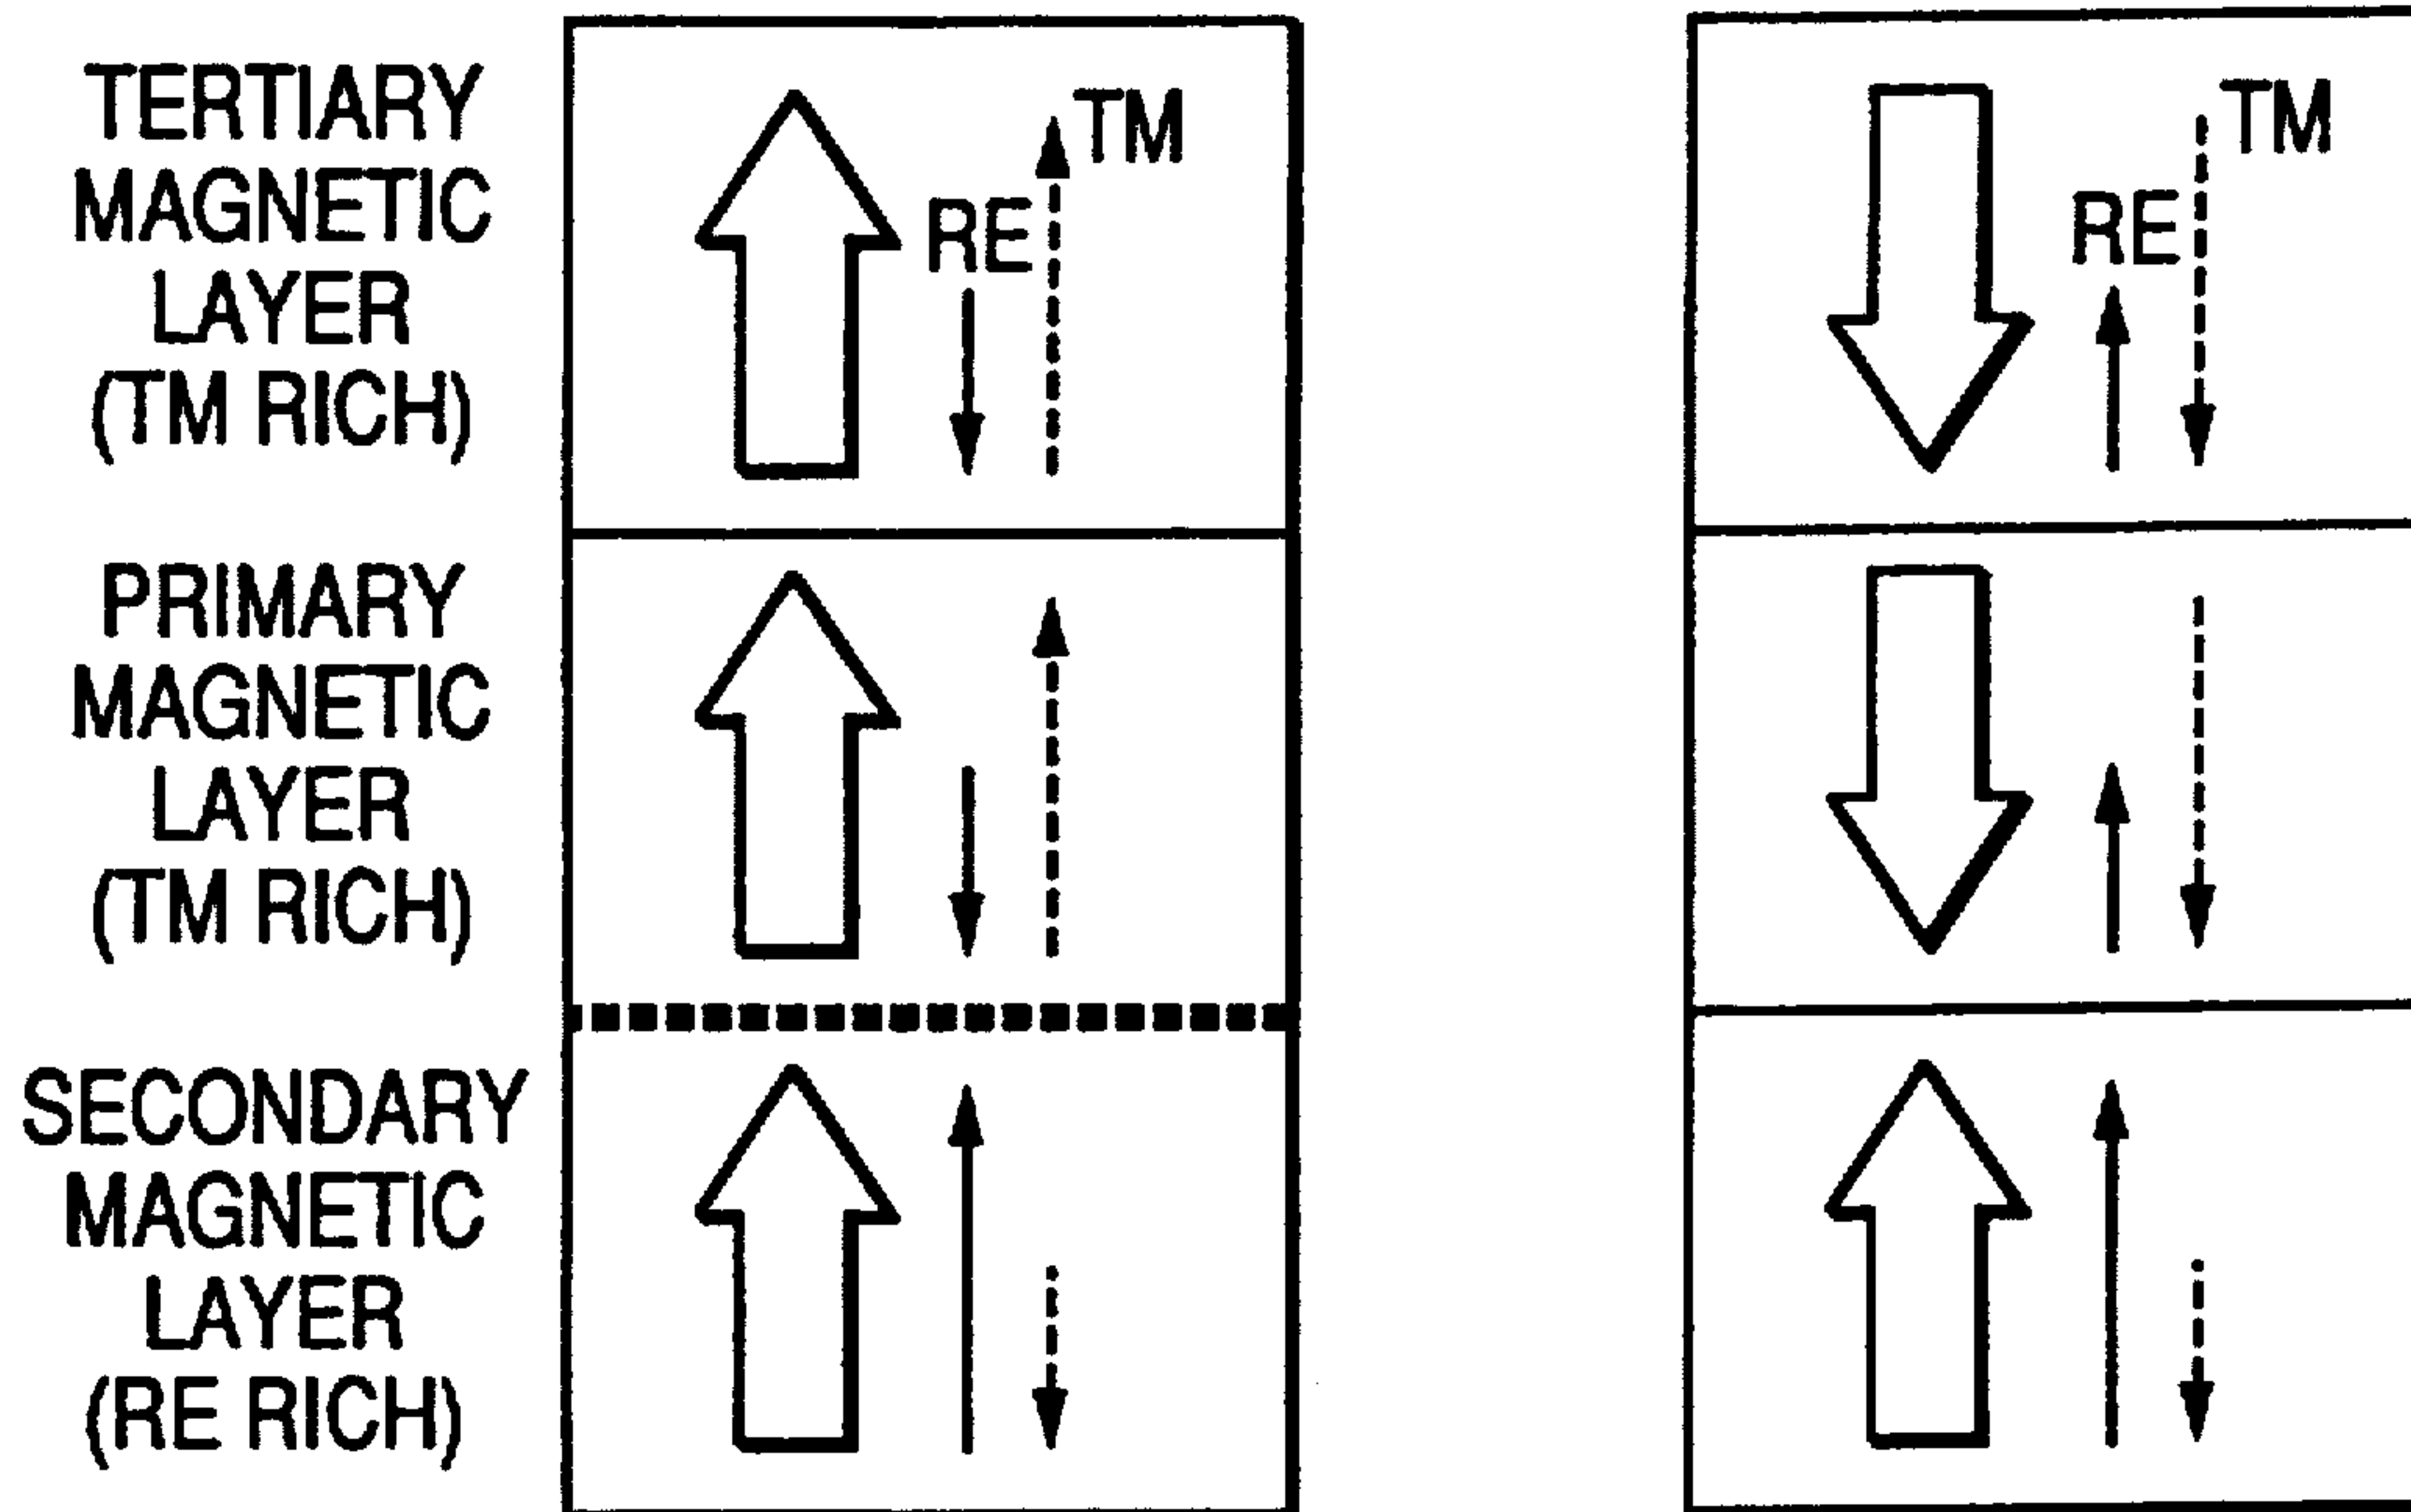 TERTIARY
MAGNETIC
LAYER
(TM RICH)
TM
RE
TM
RE
PRIMARY
MAGNETIC
LAYER
(TM RICH)
SECONDARY
MAGNETIC
LAYER
(RE RICH)